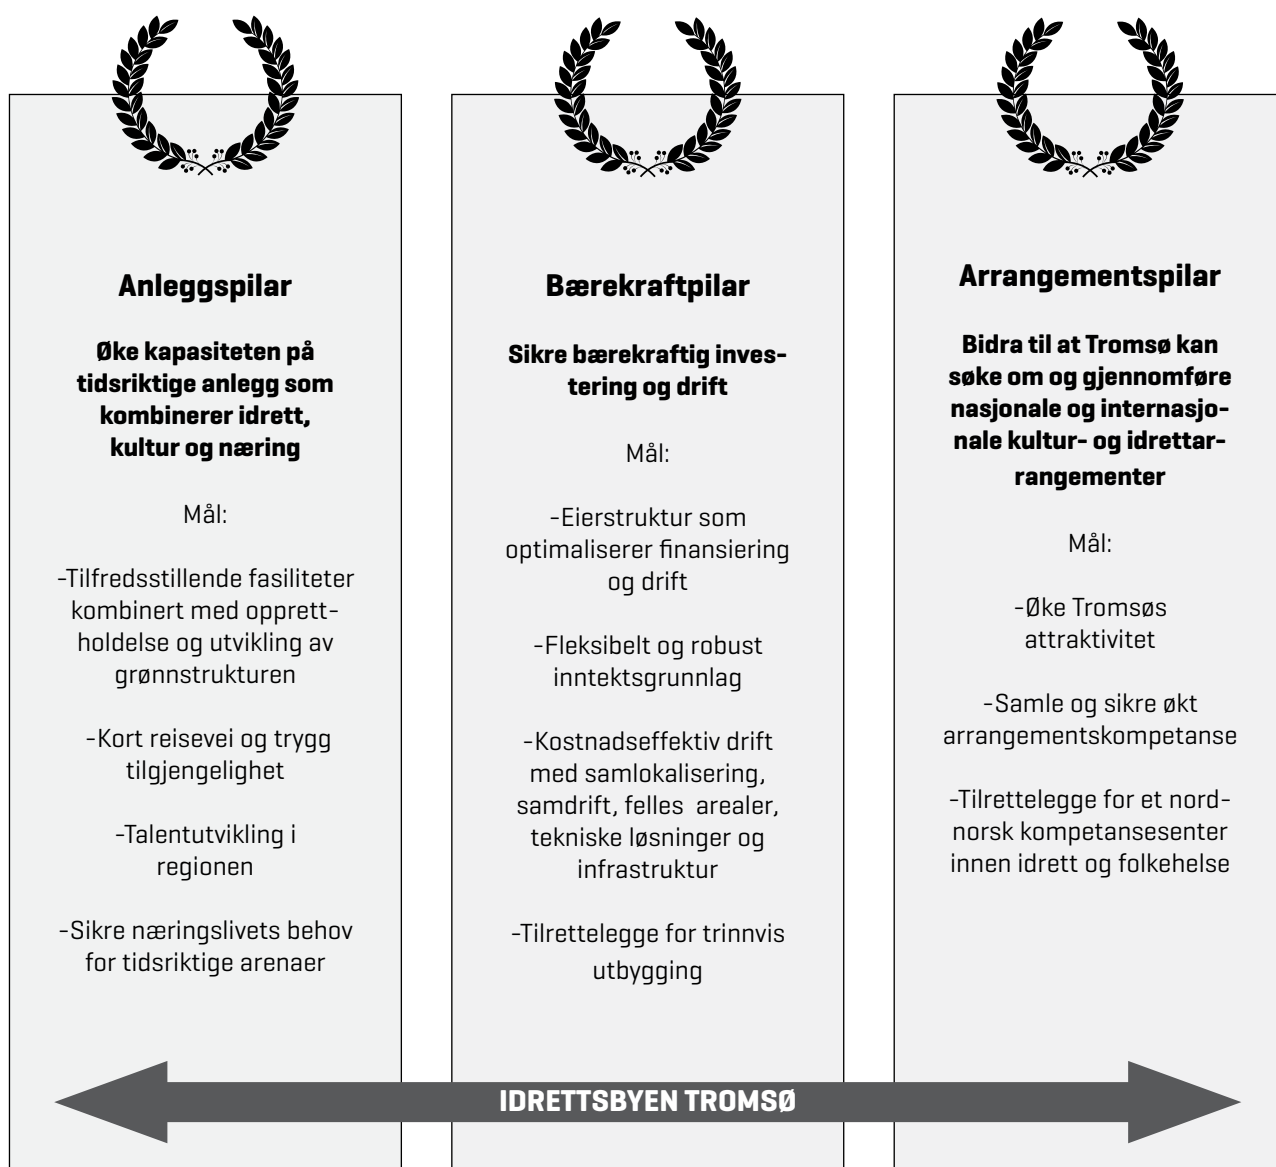 Anleggspilar
Øke kapasiteten på
tidsriktige anlegg som
kombinerer idrett,
kultur og næring
Mål:
-Tilfredsstillende fasiliteter
kombinert med opprett-
holdelse og utvikling av
grønnstrukturen
-Kort reisevei og trygg
tilgjengelighet
-Talentutvikling i
regionen
-Sikre næringslivets behov
for tidsriktige arenaer
Bærekraftpilar
Sikre bærekraftig inves-
tering og drift
Mål:
-Eierstruktur som
optimaliserer finansiering
og drift
-Fleksibelt og robust
inntektsgrunnlag
-Kostnadseffektiv drift
med samlokalisering,
samdrift, felles  arealer,
tekniske løsninger og
infrastruktur
-Tilrettelegge for trinnvis
utbygging
Arrangementspilar
Bidra til at Tromsø kan
søke om og gjennomføre
nasjonale og internasjo-
nale kultur- og idrettar-
rangementer
Mål:
-Øke Tromsøs
attraktivitet
-Samle og sikre økt
arrangementskompetanse
-Tilrettelegge for et nord-
norsk kompetansesenter
innen idrett og folkehelse
IDRETTSBYEN TROMSØ